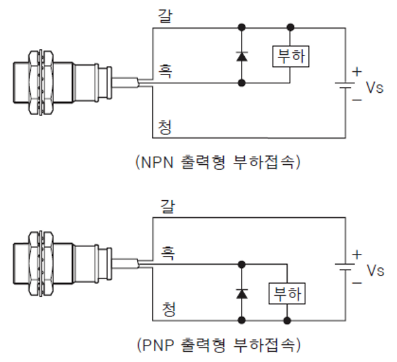 갈
흑
부하
+
Vs
−
청
(NPN 출력형 부하접속)
갈
흑
+
Vs
−
부하
청
(PNP 출력형 부하접속)